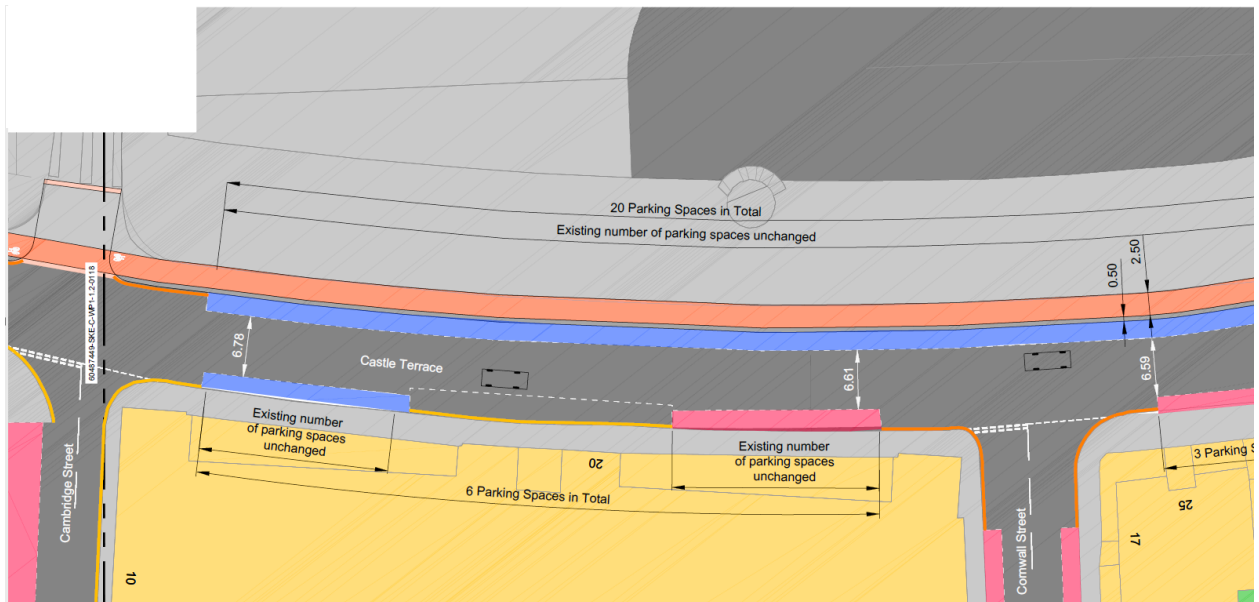 20 Parking Spaces in Total
Existing number of parking spaces unchanged
0.50
2.50
60487449-SKE-C-WP1-1.2-0118
6.78
Castle Terrace
6.61
6.59
Existing number
of parking spaces
unchanged
Existing number
of parking spaces
unchanged
3 Parking S
6 Parking Spaces in Total
20
Cambridge Street
Cornwall Street
25
17
10